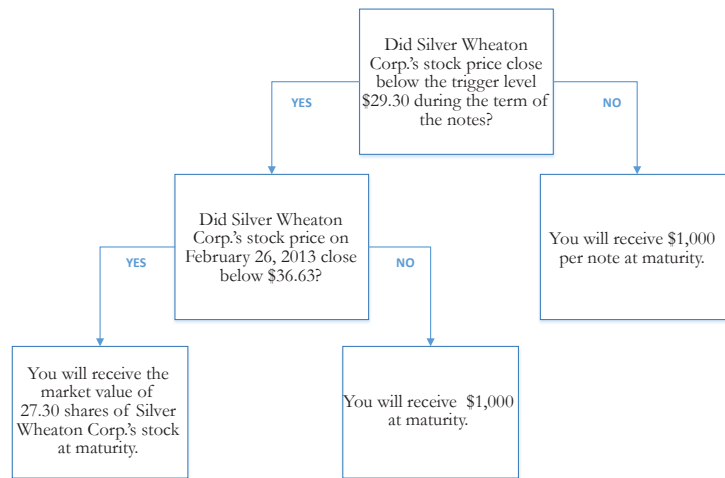 Did Silver Wheaton
Corp.'s stock price close
below the trigger level
$29.30 during the term of
the notes?
YES
NO
Did Silver Wheaton
Corp.'s stock price on
February 26, 2013 close
below $36.63?
You will receive $1,000
per note at maturity.
YES
NO
You will receive the
market value of
27.30 shares of Silver
Wheaton Corp.'s stock
at maturity.
You will receive $1,000
at maturity.